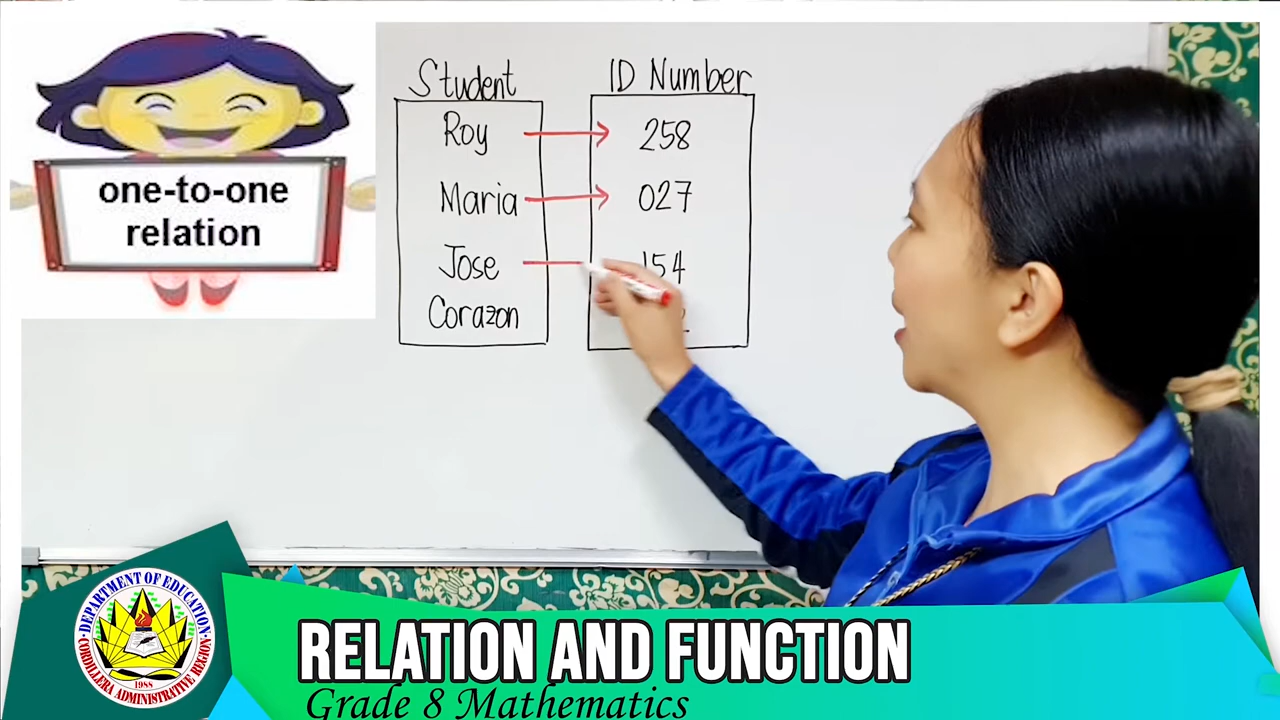 one-to-one
relation
Student
ID Number
Roy
258
Maria
027
Jose
154
Corazon
DEPARTMENT OF EDUCATION
CORDILLERA ADMINISTRATIVE REGION
1988
RELATION AND FUNCTION
Grade 8 Mathematics